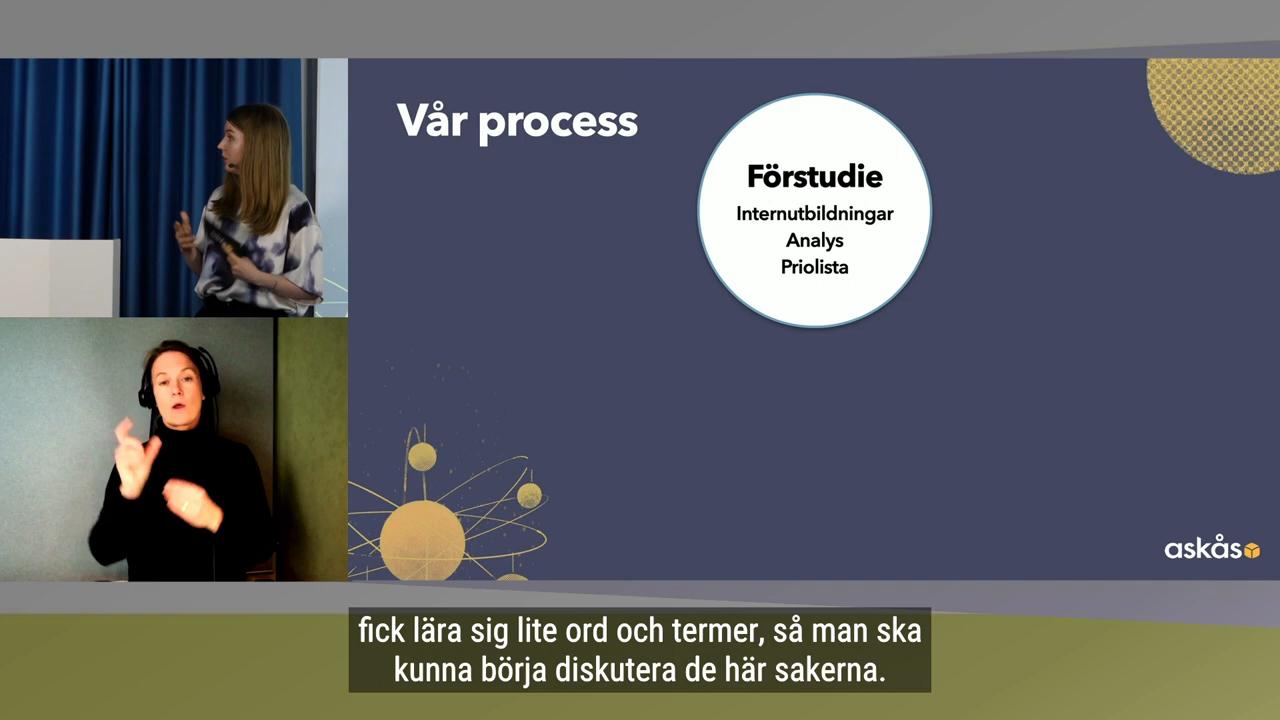 Vår process
Förstudie
Internutbildningar
Analys
Priolista
askås
fick lära sig lite ord och termer, så man ska
kunna börja diskutera de här sakerna.